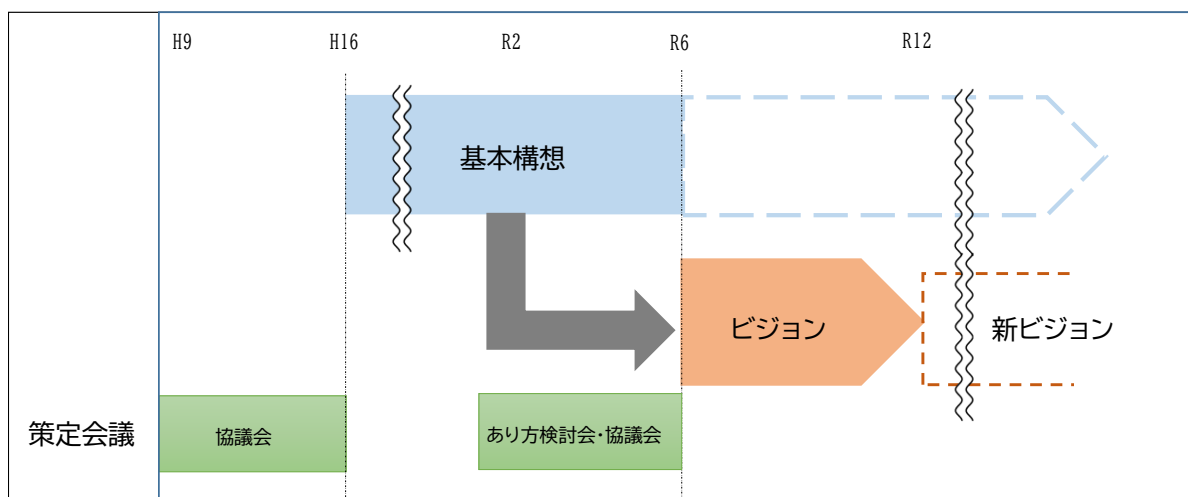 H9
H16
R2
R6
R12
基本構想
ビジョン
新ビジョン
策定会議
協議会
あり方検討会・協議会